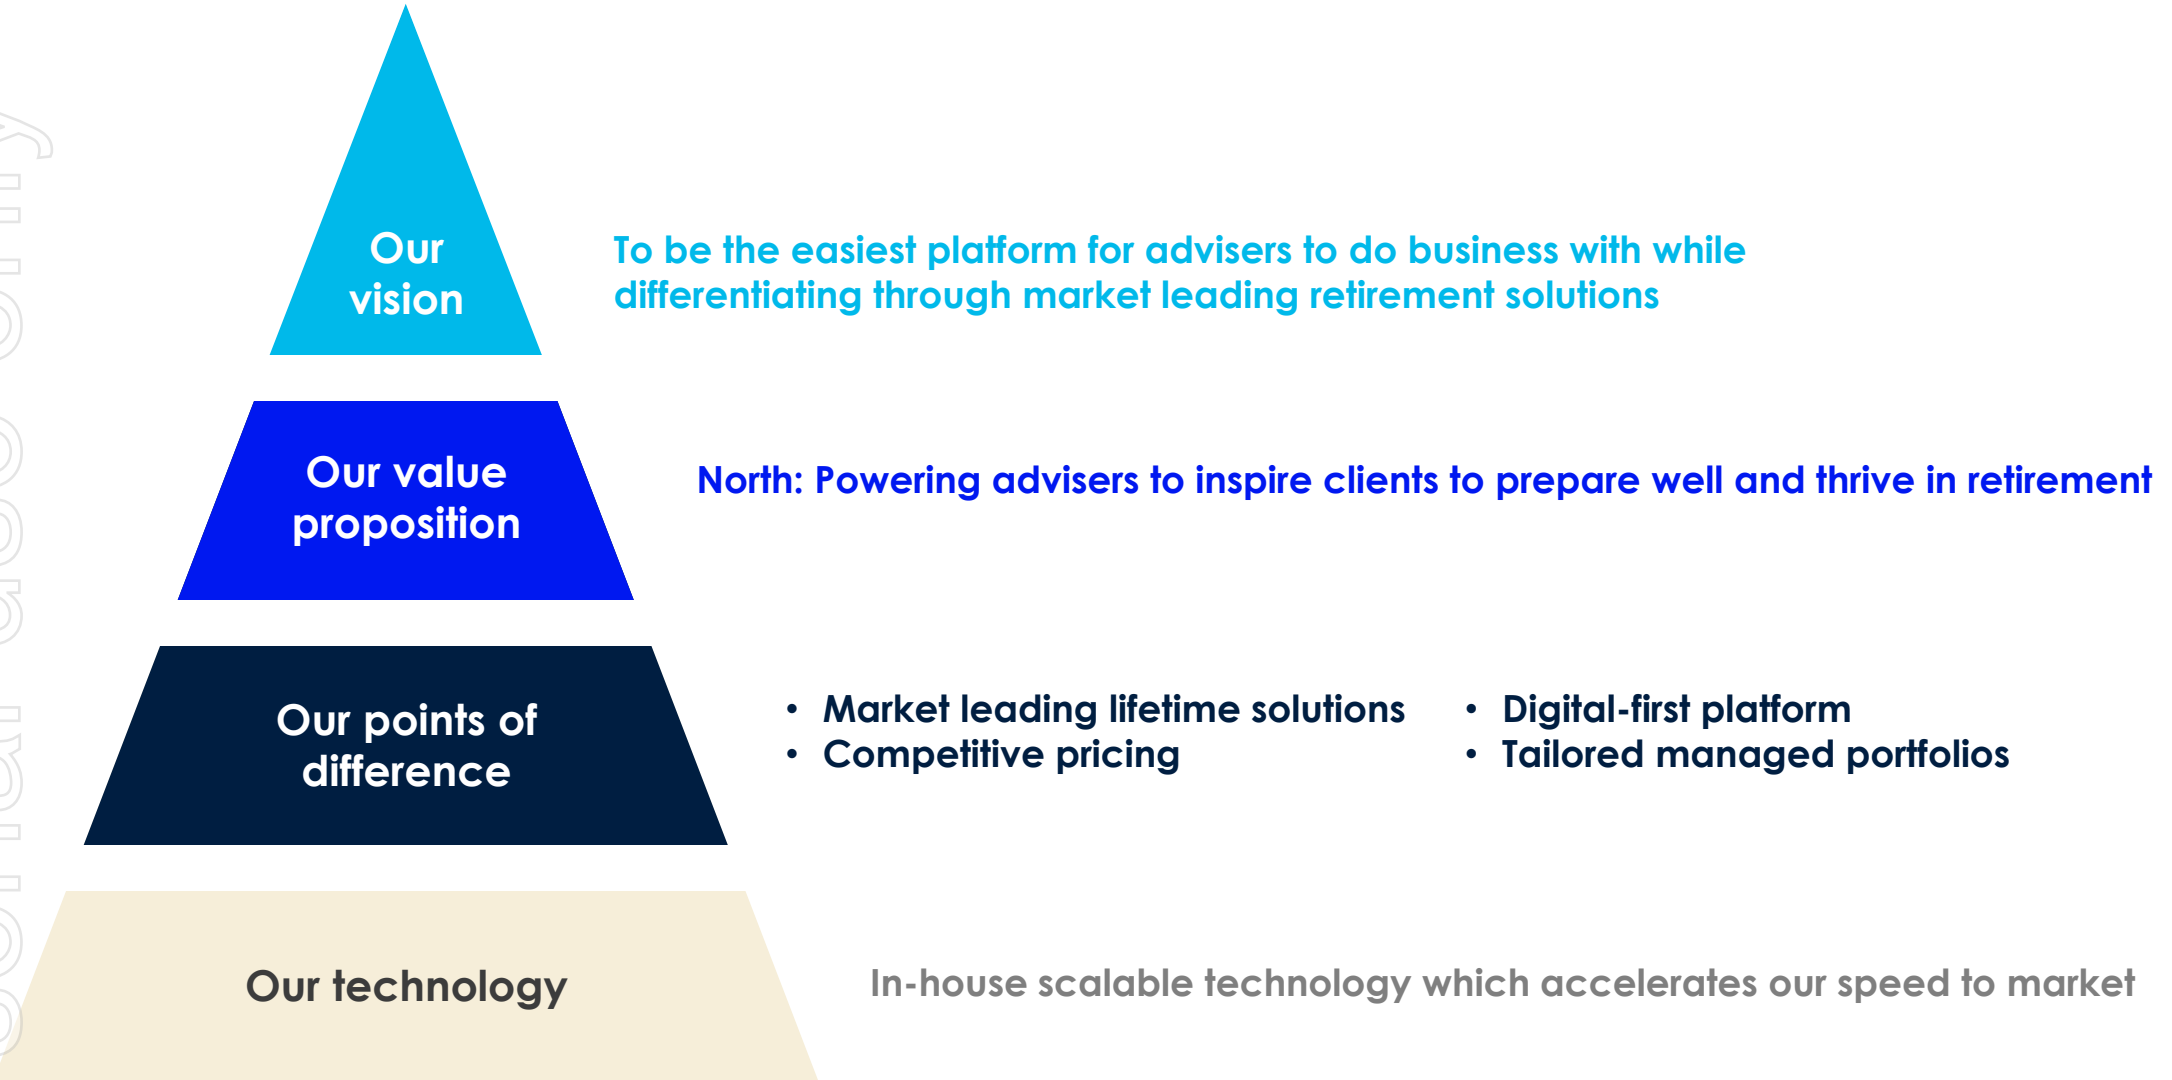 Our
vision
To be the easiest platform for advisers to do business with while
differentiating through market leading retirement solutions
Our value
proposition
North: Powering advisers to inspire clients to prepare well and thrive in retirement
Our points of
difference
• Market leading lifetime solutions
• Competitive pricing
• Digital-first platform
• Tailored managed portfolios
Our technology
In-house scalable technology which accelerates our speed to market